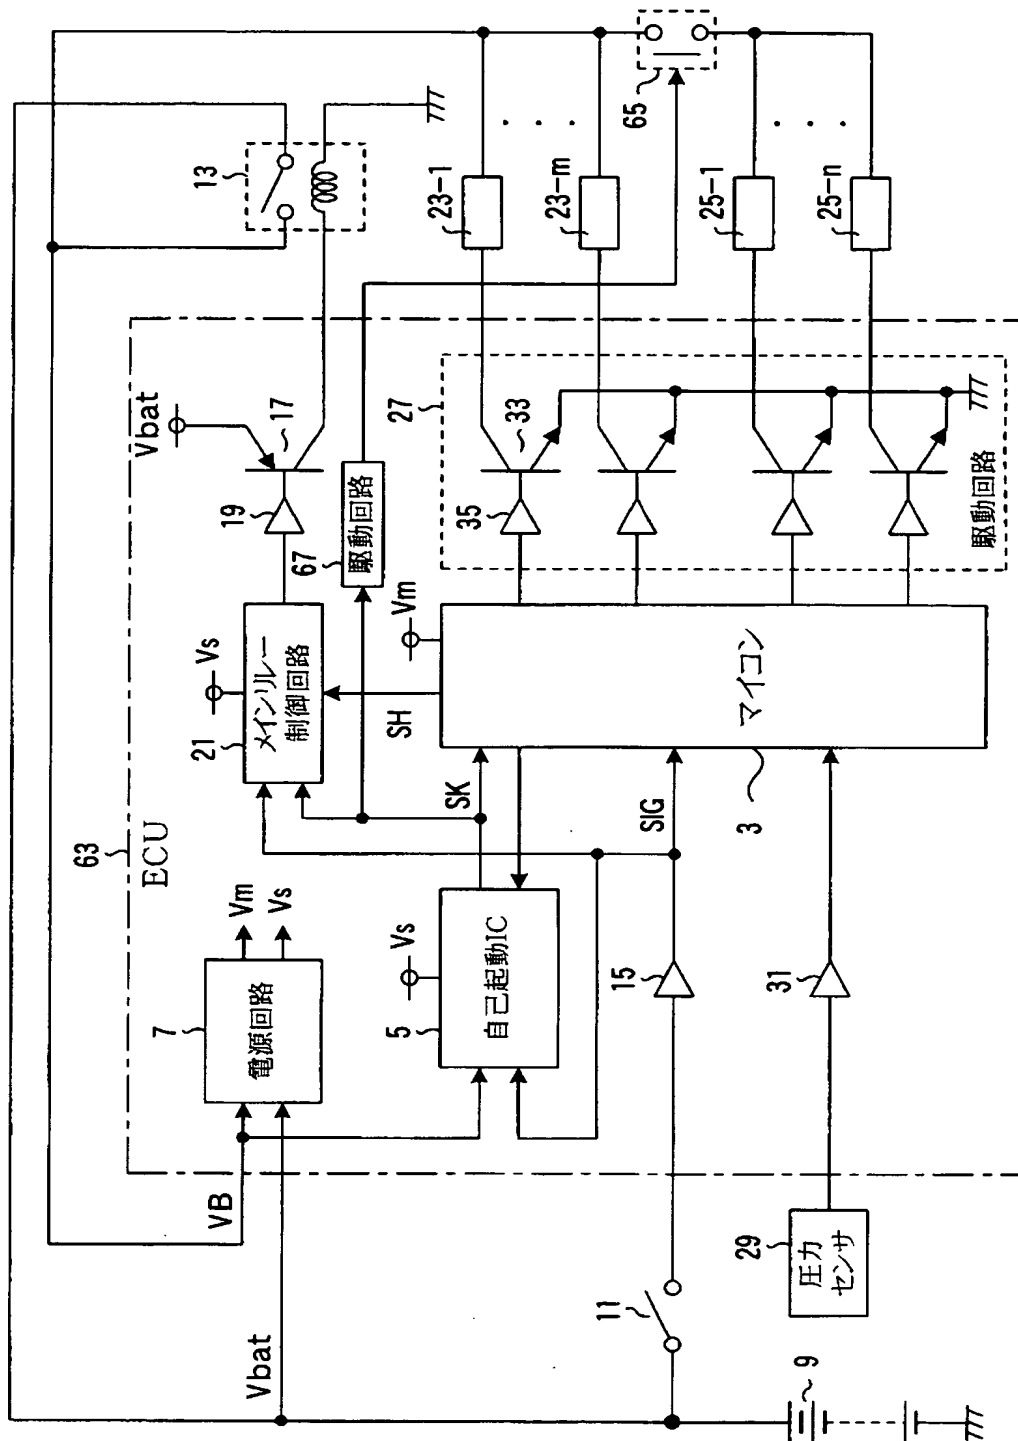 63
ECU
13
Vbat
17
19
67
駆動回路
65
23-1
23-m
25-1
25-n
27
33
35
駆動回路
Vs
21
メインリレー
制御回路
Vm
SH
マイコン
3
SK
SIG
Vm
Vs
7
電源回路
Vs
5
自己起動IC
15
31
VB
Vbat
11
29
圧力
センサ
9